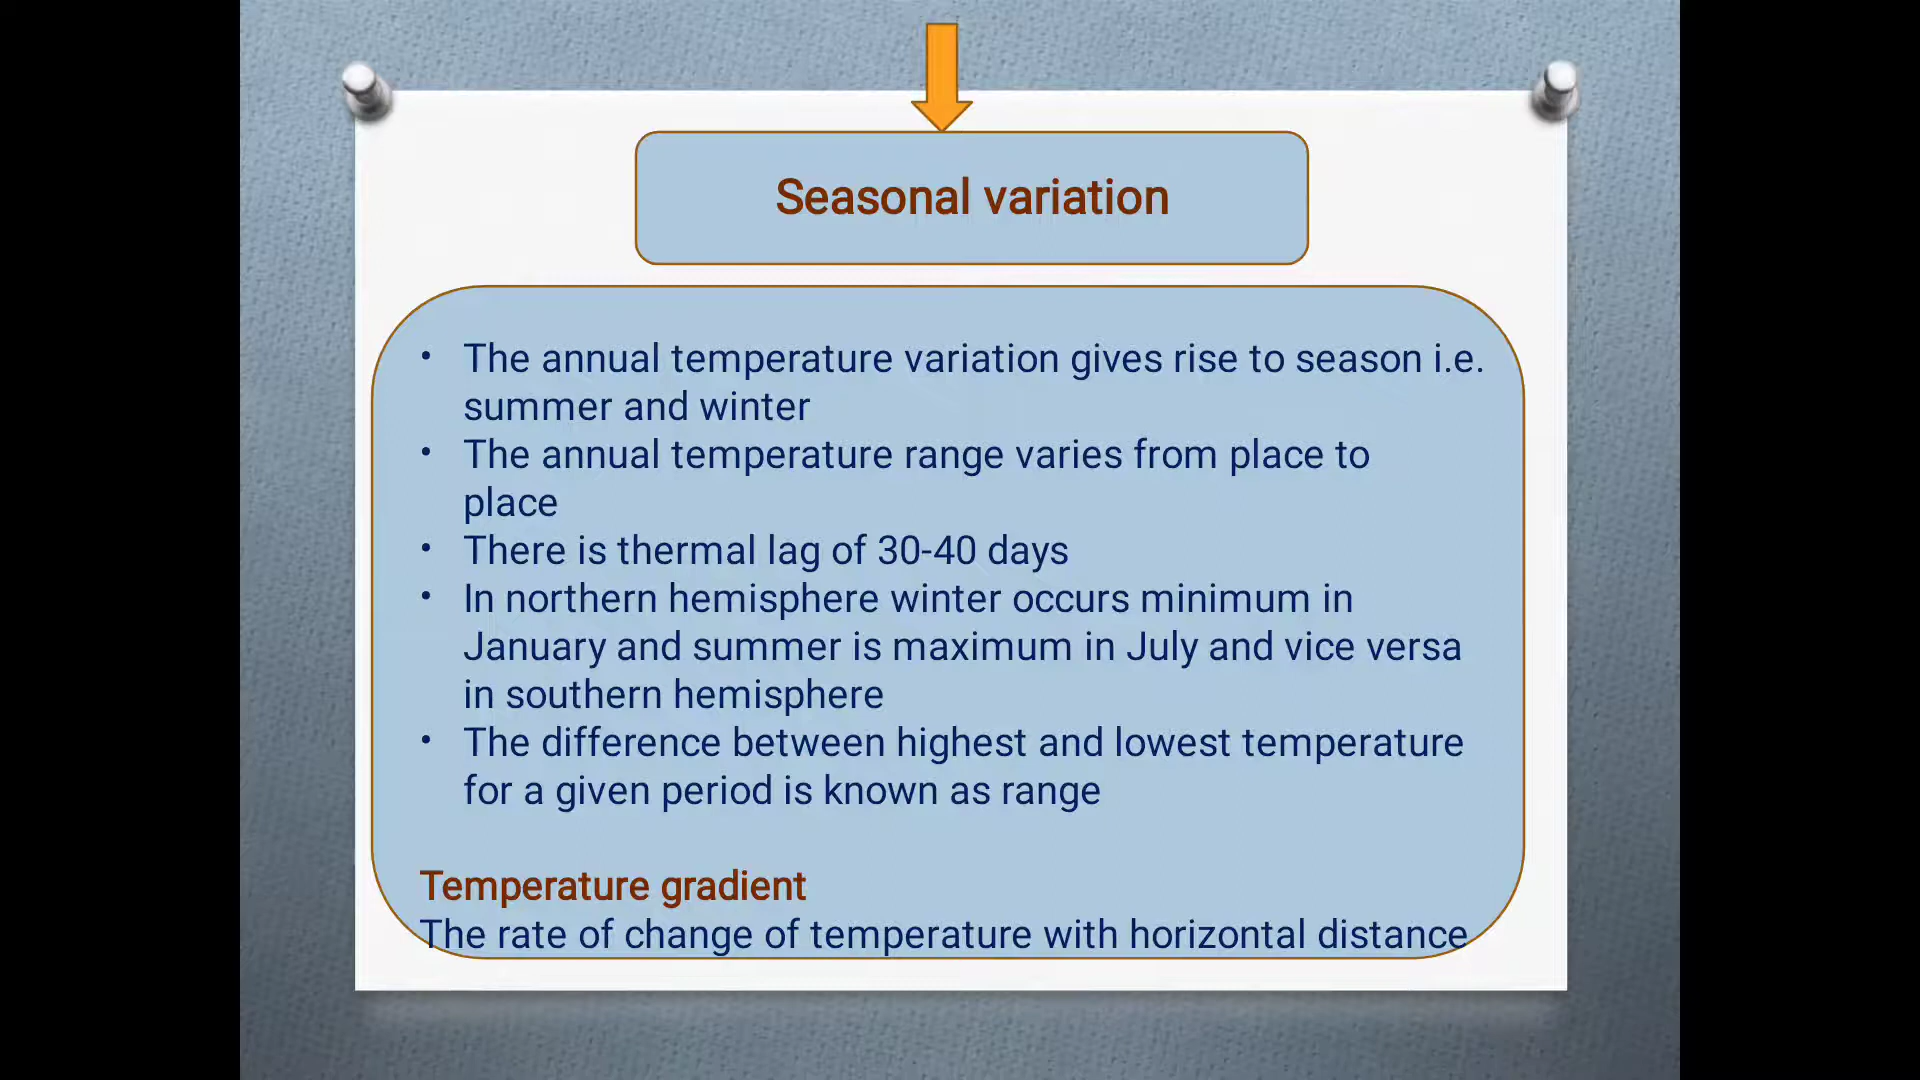 Seasonal variation
• The annual temperature variation gives rise to season i.e.
summer and winter
• The annual temperature range varies from place to
place
• There is thermal lag of 30-40 days
• In northern hemisphere winter occurs minimum in
January and summer is maximum in July and vice versa
in southern hemisphere
• The difference between highest and lowest temperature
for a given period is known as range
Temperature gradient
The rate of change of temperature with horizontal distance